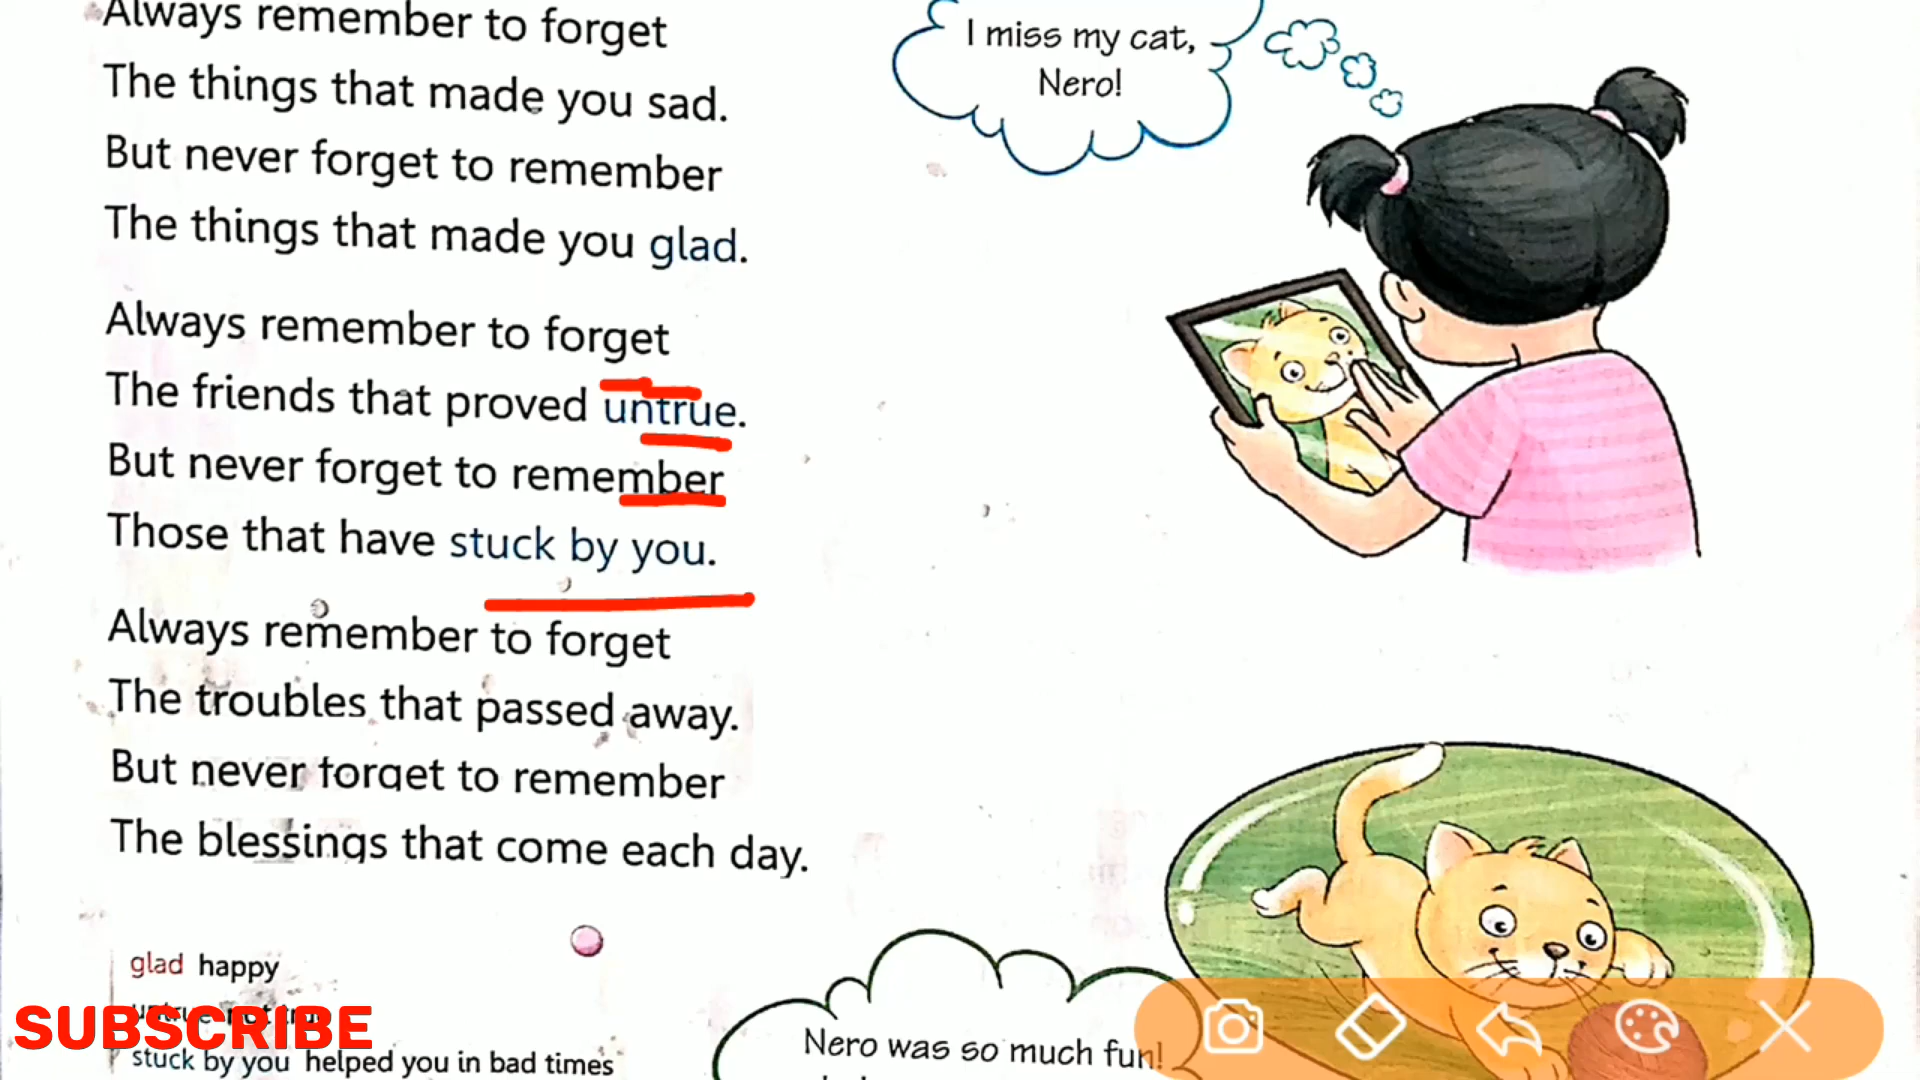 Always remember to forget
The things that made you sad.
But never forget to remember
The things that made you glad.
Always remember to forget
The friends that proved untrue.
But never forget to remember
Those that have stuck by you.
Always remember to forget
The troubles that passed away.
But never forget to remember
The blessings that come each day.
glad happy
untrue not true
stuck by you helped you in bad times
SUBSCRIBE
I miss my cat,
Nero!
Nero was so much fun!